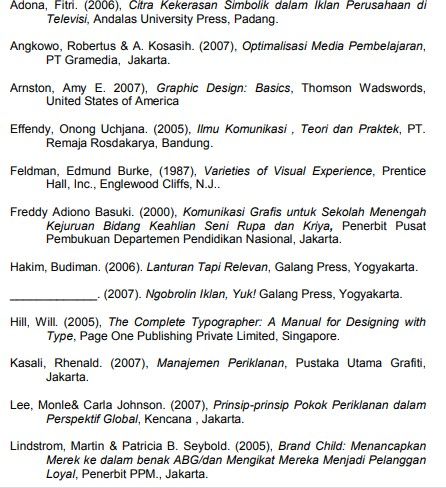 Adona, Fitri. (2006), Citra Kekerasan Simbolik dalam Iklan Perusahaan di
Televisi, Andalas University Press, Padang.
Angkowo, Robertus & A. Kosasih. (2007), Optimalisasi Media Pembelajaran,
PT Gramedia, Jakarta.
Arnston, Amy E. 2007), Graphic Design: Basics, Thomson Wadswords,
United States of America
Effendy, Onong Uchjana. (2005), Ilmu Komunikasi , Teori dan Praktek, PT.
Remaja Rosdakarya, Bandung.
Feldman, Edmund Burke, (1987), Varieties of Visual Experience, Prentice
Hall, Inc., Englewood Cliffs, N.J..
Freddy Adiono Basuki. (2000), Komunikasi Grafis untuk Sekolah Menengah
Kejuruan Bidang Keahlian Seni Rupa dan Kriya, Penerbit Pusat
Pembukuan Departemen Pendidikan Nasional, Jakarta.
Hakim, Budiman. (2006). Lanturan Tapi Relevan, Galang Press, Yogyakarta.
_____________. (2007). Ngobrolin Iklan, Yuk! Galang Press, Yogyakarta.
Hill, Will. (2005), The Complete Typographer: A Manual for Designing with
Type, Page One Publishing Private Limited, Singapore.
Kasali, Rhenald. (2007), Manajemen Periklanan, Pustaka Utama Grafiti,
Jakarta.
Lee, Monle& Carla Johnson. (2007), Prinsip-prinsip Pokok Periklanan dalam
Perspektif Global, Kencana , Jakarta.
Lindstrom, Martin & Patricia B. Seybold. (2005), Brand Child: Menancapkan
Merek ke dalam benak ABG/dan Mengikat Mereka Menjadi Pelanggan
Loyal, Penerbit PPM., Jakarta.